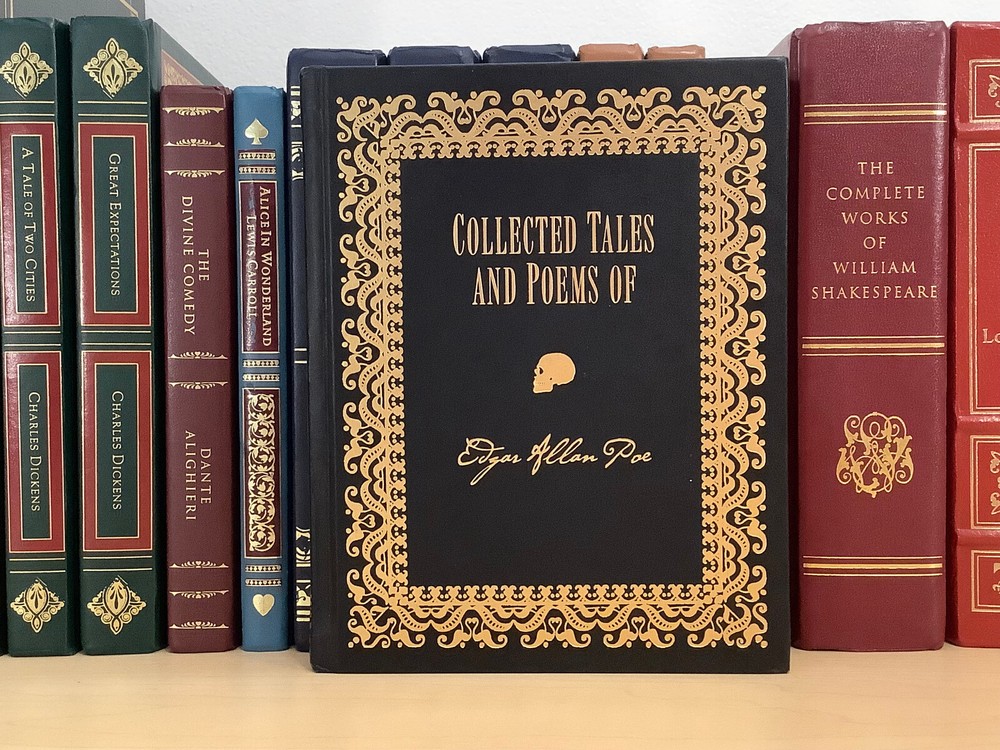 A TALE OF TWO CITIES
CHARLES DICKENS
GREAT EXPECTATIONS
CHARLES DICKENS
THE
DIVINE COMEDY
DANTE
ALIGHIERI
ALICE IN WONDERLAND
LEWIS CARROLL
COLLECTED TALES
AND POEMS OF
Edgar Allan Poe
THE
COMPLETE
WORKS
OF
WILLIAM
SHAKESPEARE